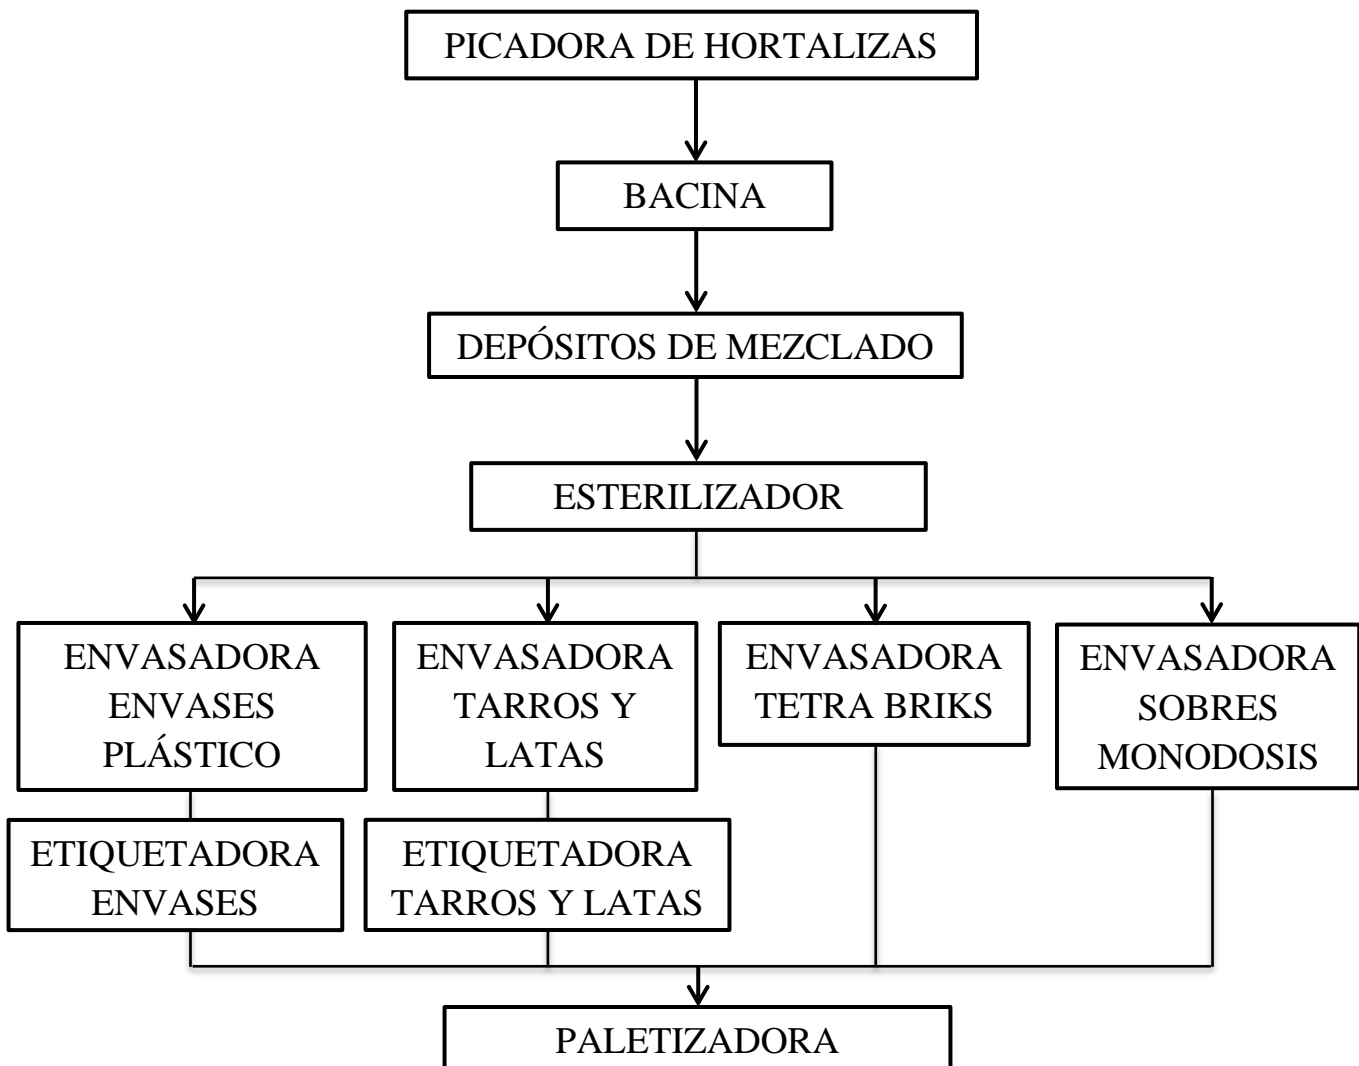 PICADORA DE HORTALIZAS
BACINA
DEPÓSITOS DE MEZCLADO
ESTERILIZADOR
ENVASADORA
ENVASES
PLÁSTICO
ENVASADORA
TARROS Y
LATAS
ENVASADORA
TETRA BRIKS
ENVASADORA
SOBRES
MONODOSIS
ETIQUETADORA
ENVASES
ETIQUETADORA
TARROS Y LATAS
PALETIZADORA